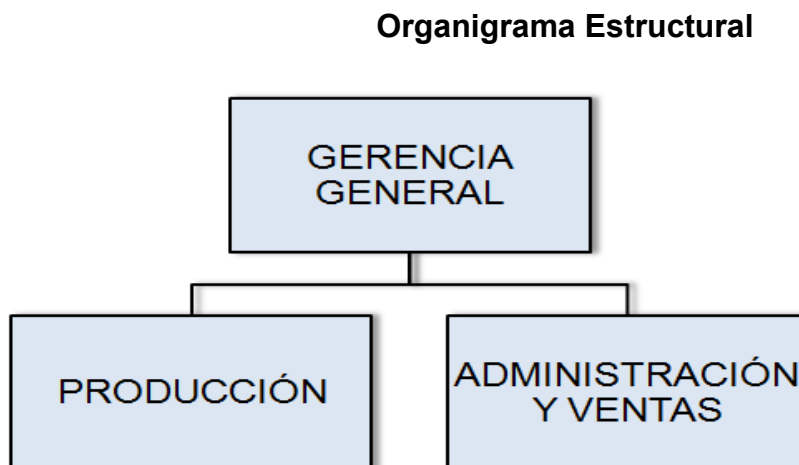 Organigrama Estructural
GERENCIA
GENERAL
PRODUCCIÓN
ADMINISTRACIÓN
Y VENTAS